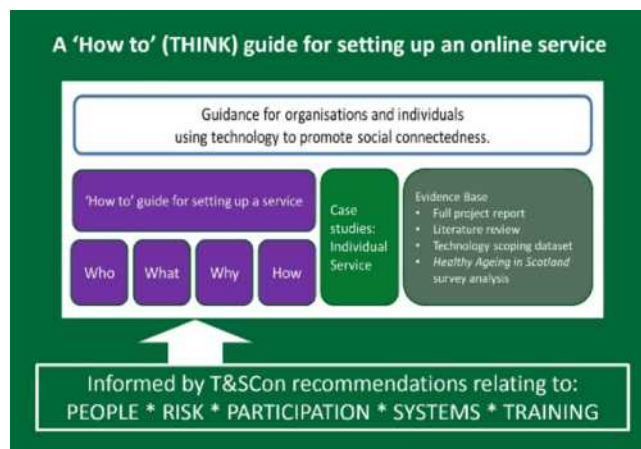 A ‘How to’ (THINK) guide for setting up an online service
Guidance for organisations and individuals
using technology to promote social connectedness.
‘How to’ guide for setting up a service
Who
What
Why
How
Case
studies:
Individual
Service
Evidence Base
• Full project report
• Literature review
• Technology scoping dataset
• Healthy Ageing in Scotland
survey analysis
Informed by T&SCon recommendations relating to:
PEOPLE * RISK * PARTICIPATION * SYSTEMS * TRAINING